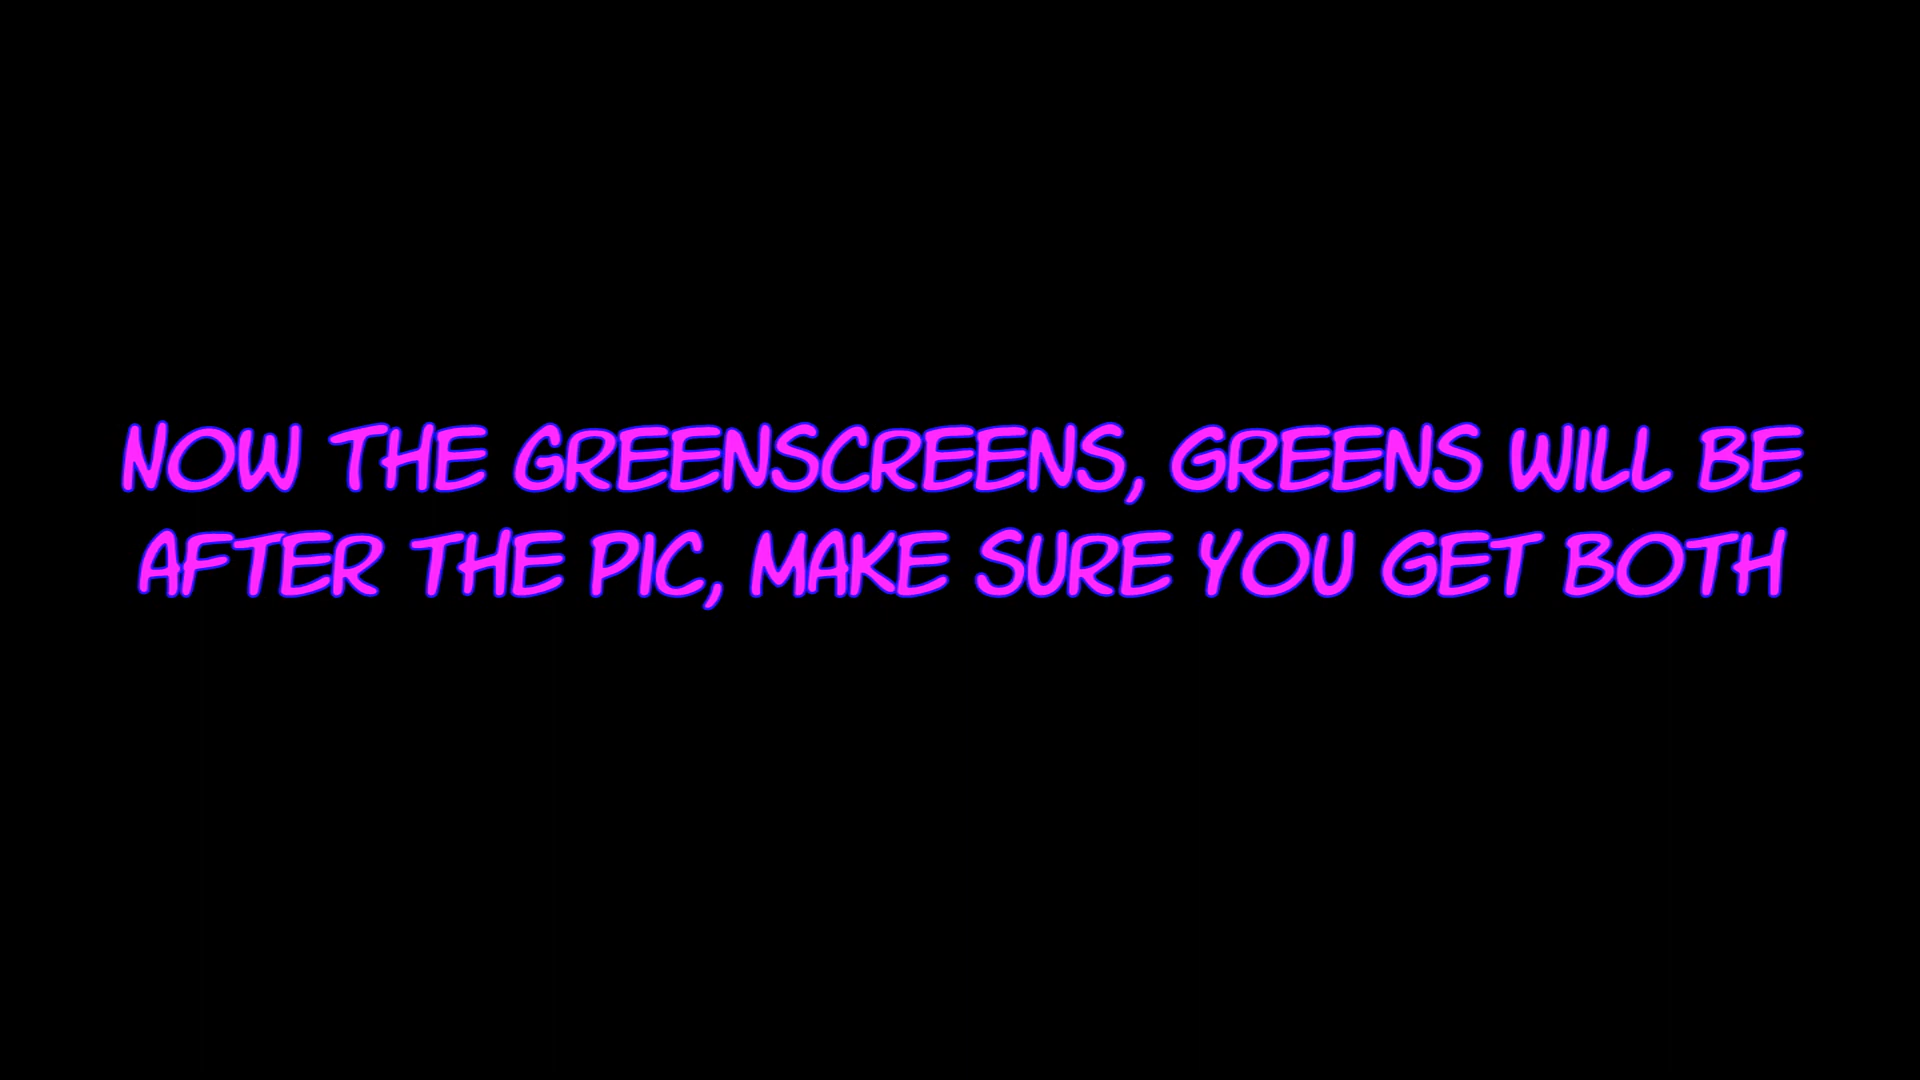 NOW THE GREENSCREENS, GREENS WILL BE
AFTER THE PIC, MAKE SURE YOU GET BOTH